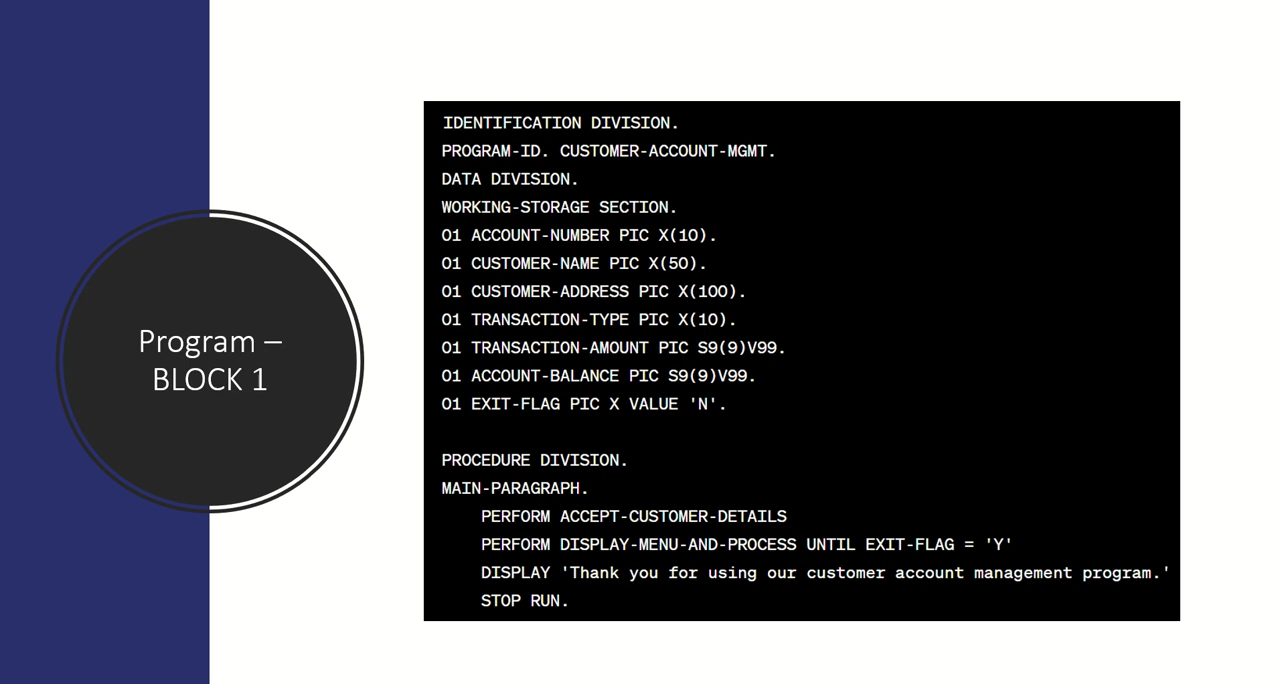 Program –
BLOCK 1
IDENTIFICATION DIVISION.
PROGRAM-ID. CUSTOMER-ACCOUNT-MGMT.
DATA DIVISION.
WORKING-STORAGE SECTION.
01 ACCOUNT-NUMBER PIC X(10).
01 CUSTOMER-NAME PIC X(50).
01 CUSTOMER-ADDRESS PIC X(100).
01 TRANSACTION-TYPE PIC X(10).
01 TRANSACTION-AMOUNT PIC S9(9)V99.
01 ACCOUNT-BALANCE PIC S9(9)V99.
01 EXIT-FLAG PIC X VALUE 'N'.
PROCEDURE DIVISION.
MAIN-PARAGRAPH.
PERFORM ACCEPT-CUSTOMER-DETAILS
PERFORM DISPLAY-MENU-AND-PROCESS UNTIL EXIT-FLAG = 'Y'
DISPLAY 'Thank you for using our customer account management program.'
STOP RUN.